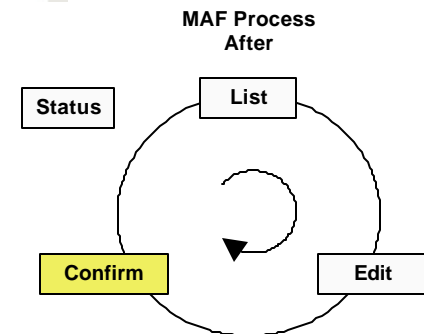 MAF Process
After
List
Status
Confirm
Edit